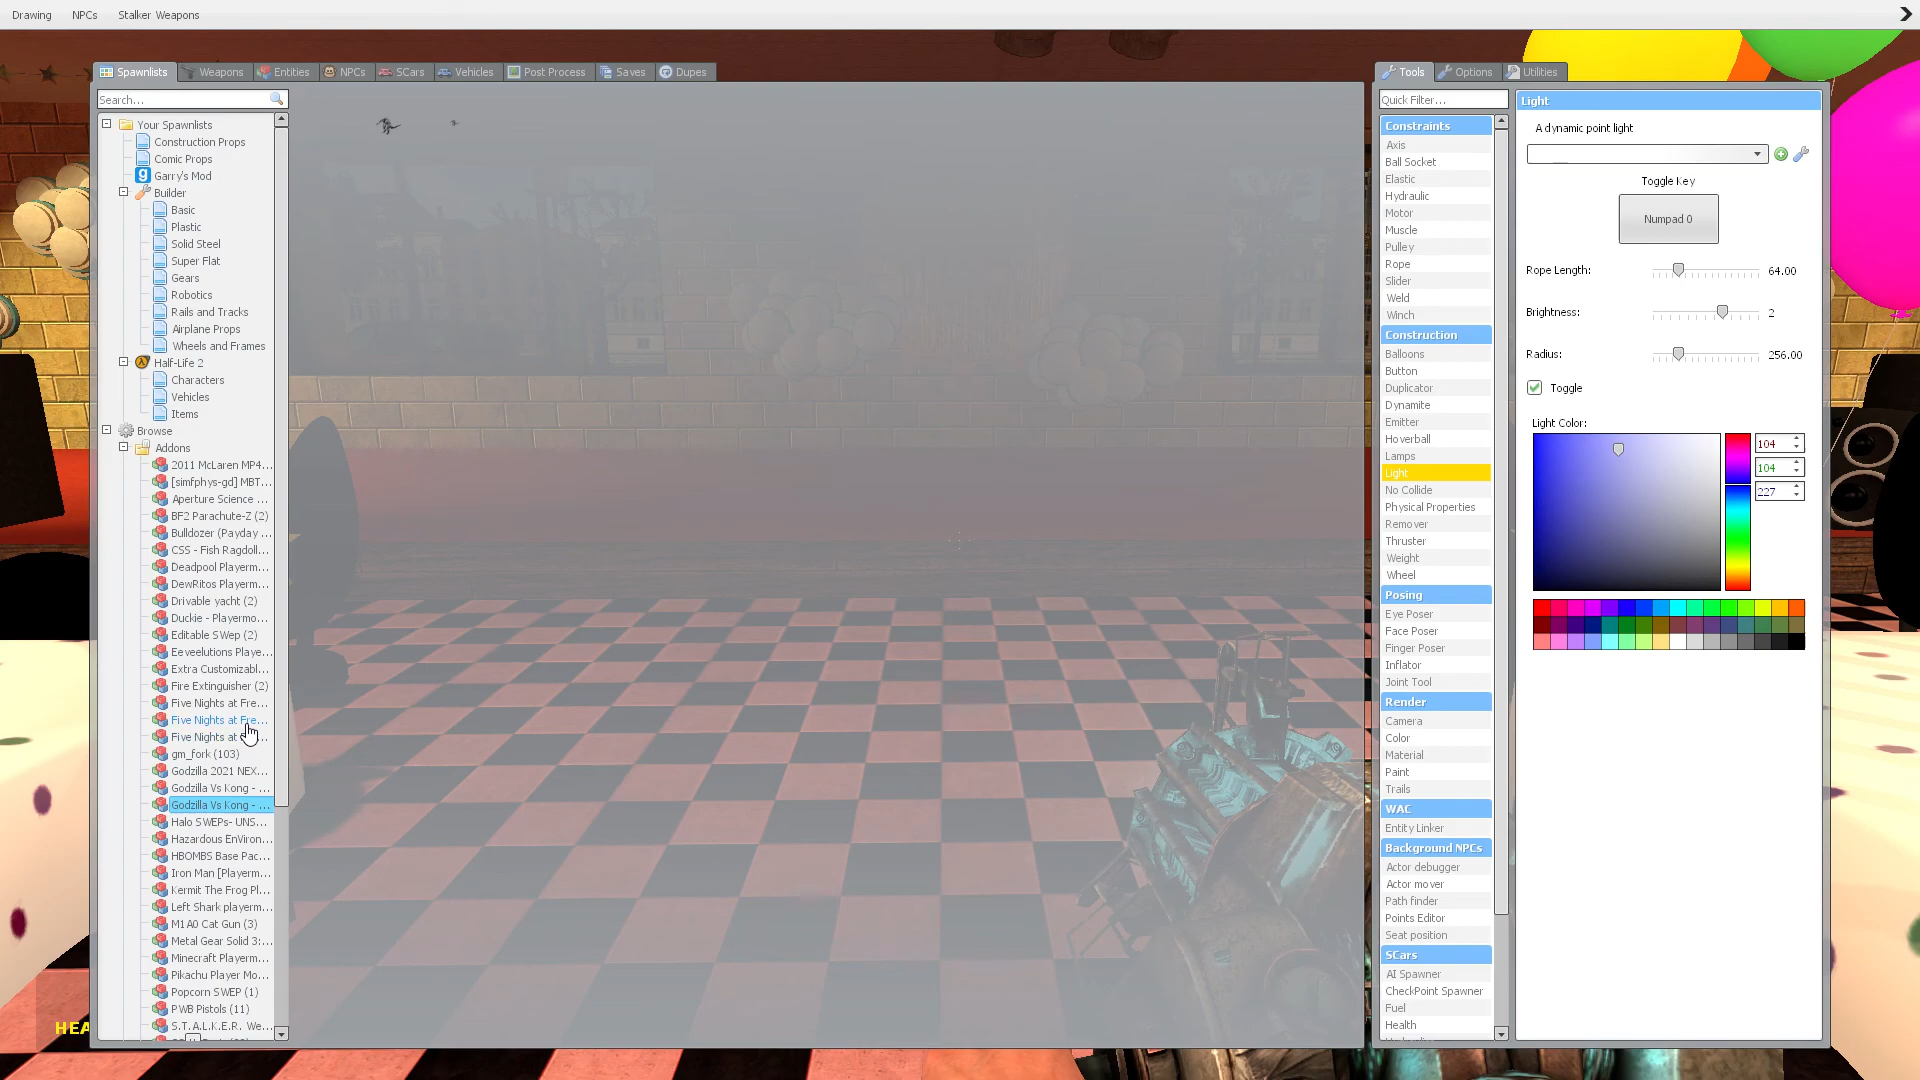 Drawing NPCs Stalker Weapons
Spawnlists Weapons Entities NPCs SCars Vehicles Post Process Saves Dupes
Search...
Your Spawnlists
Construction Props
Comic Props
Garry's Mod
Builder
Basic
Plastic
Solid Steel
Super Flat
Gears
Robotics
Rails and Tracks
Airplane Props
Wheels and Frames
Half-Life 2
Characters
Vehicles
Items
Browse
Addons
2011 McLaren MP4...
[simfphys-gd] MBT...
Aperture Science ...
BF2 Parachute-Z (2)
Bulldozer (Payday ...
CSS - Fish Ragdoll...
Deadpool Playerm...
DewRitos Playerm...
Drivable yacht (2)
Duckie - Playermo...
Editable SWep (2)
Eeveelutions Playe...
Extra Customizabl...
Fire Extinguisher (2)
Five Nights at Fre...
Five Nights at Fre...
Five Nights at
gm_fork (103)
Godzilla 2021 NEX...
Godzilla Vs Kong - ...
Godzilla Vs Kong - ...
Halo SWEPs- UNS...
Hazardous EnViron...
HBOMBS Base Pac...
Iron Man [Playerm...
Kermit The Frog Pl...
Left Shark playerm...
M1A0 Cat Gun (3)
Metal Gear Solid 3:...
Minecraft Playerm...
Pikachu Player Mo...
Popcorn SWEP (1)
PWB Pistols (11)
S.T.A.L.K.E.R. We...
HEA
Tools Options Utilities
Quick Filter...
Constraints
Axis
Ball Socket
Elastic
Hydraulic
Motor
Muscle
Pulley
Rope
Slider
Weld
Winch
Construction
Balloons
Button
Duplicator
Dynamite
Emitter
Hoverball
Lamps
Light
No Collide
Physical Properties
Remover
Thruster
Weight
Wheel
Posing
Eye Poser
Face Poser
Finger Poser
Inflator
Joint Tool
Render
Camera
Color
Material
Paint
Trails
WAC
Entity Linker
Background NPCs
Actor debugger
Actor mover
Path finder
Points Editor
Seat position
SCars
AI Spawner
CheckPoint Spawner
Fuel
Health
Light
A dynamic point light
Toggle Key
Numpad 0
Rope Length: 64.00
Brightness: 2
Radius: 256.00
Toggle
Light Color:
104
104
227